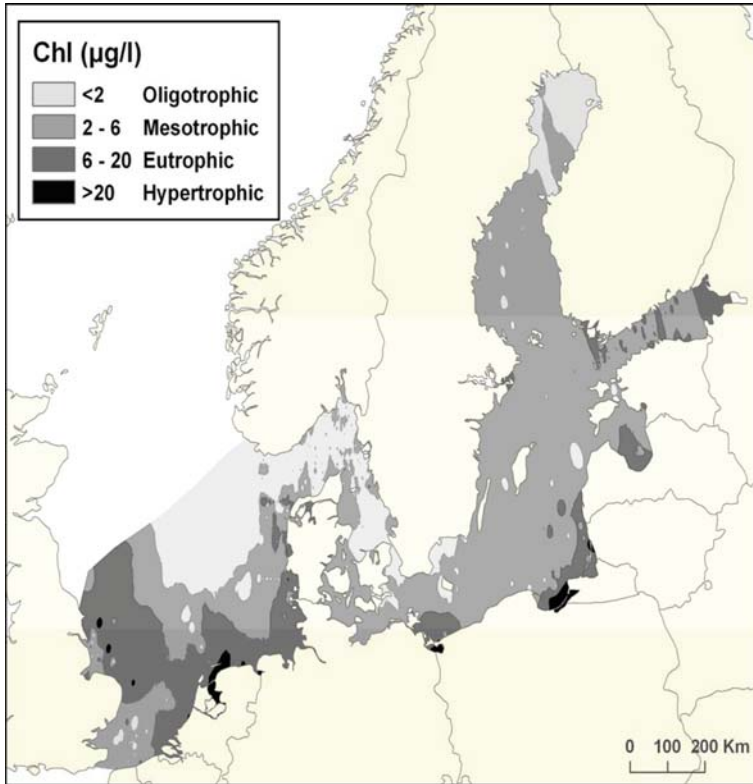 Chl (µg/l)
<2 Oligotrophic
2 - 6 Mesotrophic
6 - 20 Eutrophic
>20 Hypertrophic
0 100 200 Km